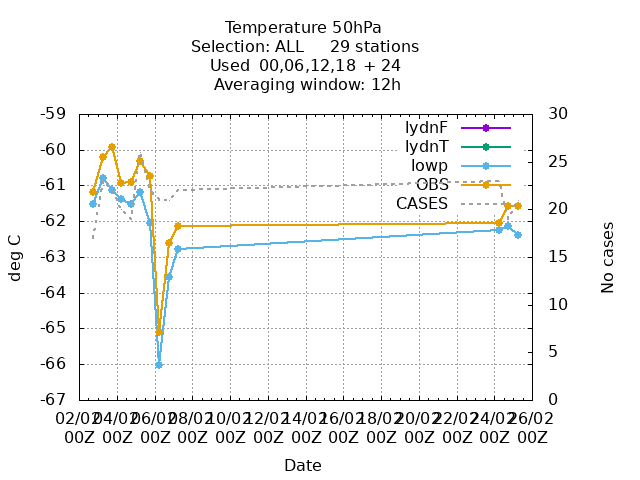 Temperature 50hPa
Selection: ALL 29 stations
Used 00,06,12,18 + 24
Averaging window: 12h
-59
-60
-61
-62
-63
-64
-65
-66
-67
30
25
20
15
10
5
0
lydnF
lydnT
lowp
OBS
CASES
deg C
No cases
02/02 04/02 06/02 08/02 10/02 12/02 14/02 16/02 18/02 20/02 22/02 24/02 26/02
00Z 00Z 00Z 00Z 00Z 00Z 00Z 00Z 00Z 00Z 00Z 00Z 00Z
Date